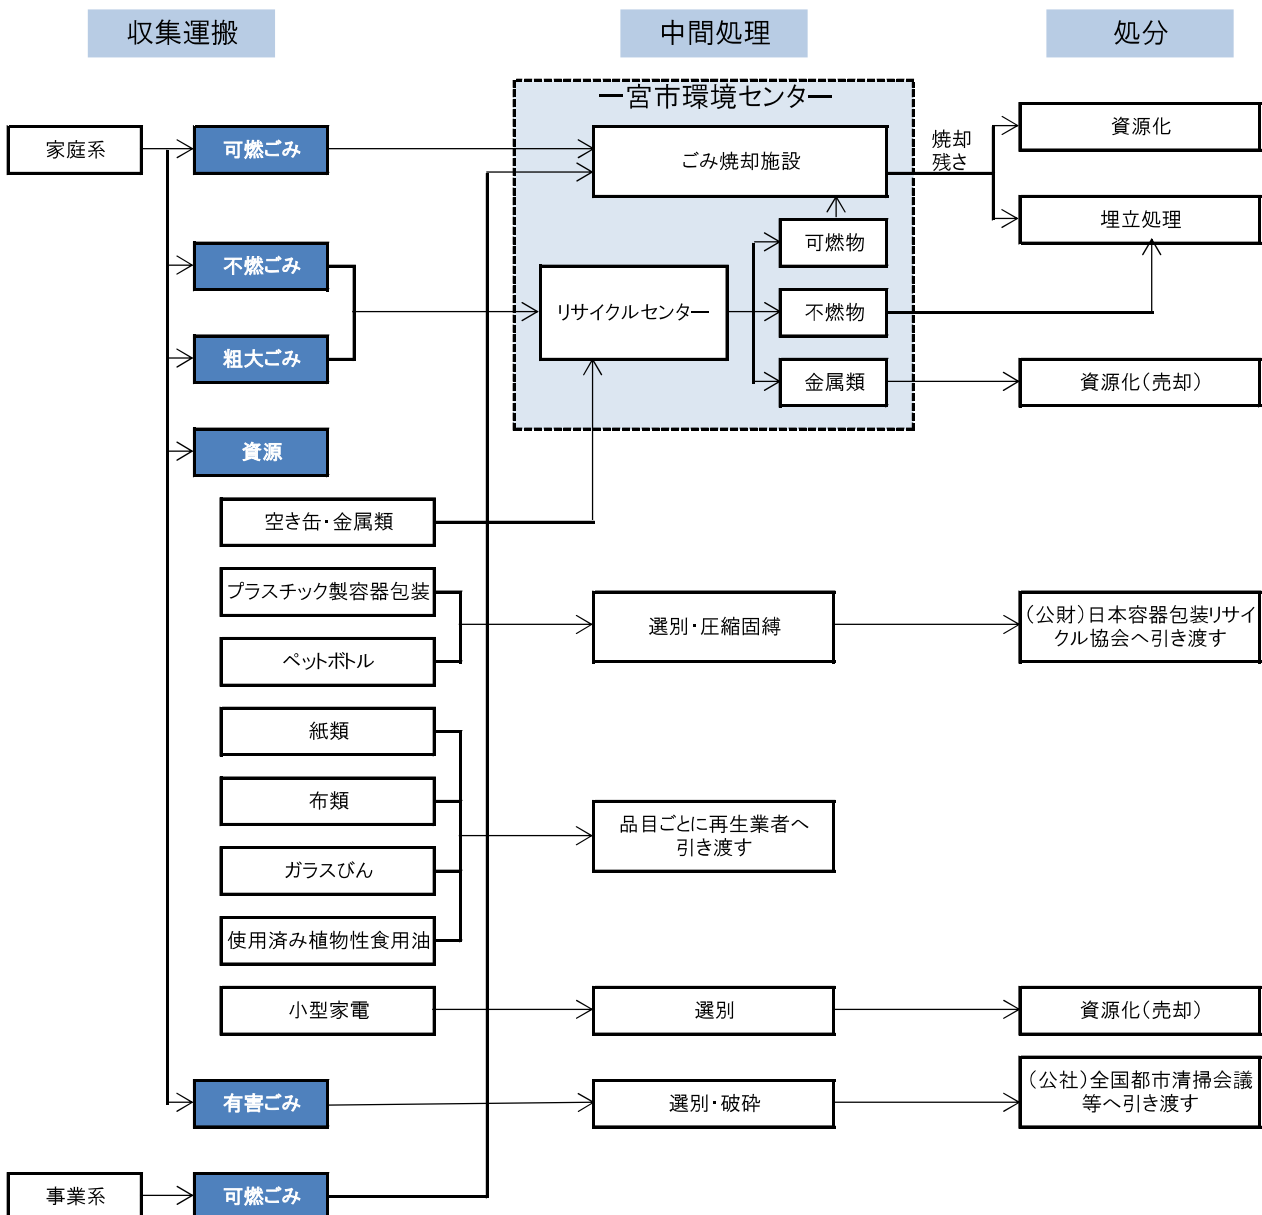 収集運搬
中間処理
処分
一宮市環境センター
家庭系
可燃ごみ
ごみ焼却施設
焼却
残さ
資源化
埋立処理
可燃物
不燃ごみ
リサイクルセンター
不燃物
粗大ごみ
金属類
資源化(売却)
資源
空き缶・金属類
プラスチック製容器包装
ペットボトル
選別・圧縮固縛
(公財)日本容器包装リサイ
クル協会へ引き渡す
紙類
布類
ガラスびん
使用済み植物性食用油
品目ごとに再生業者へ
引き渡す
小型家電
選別
資源化(売却)
有害ごみ
選別・破砕
(公社)全国都市清掃会議
等へ引き渡す
事業系
可燃ごみ